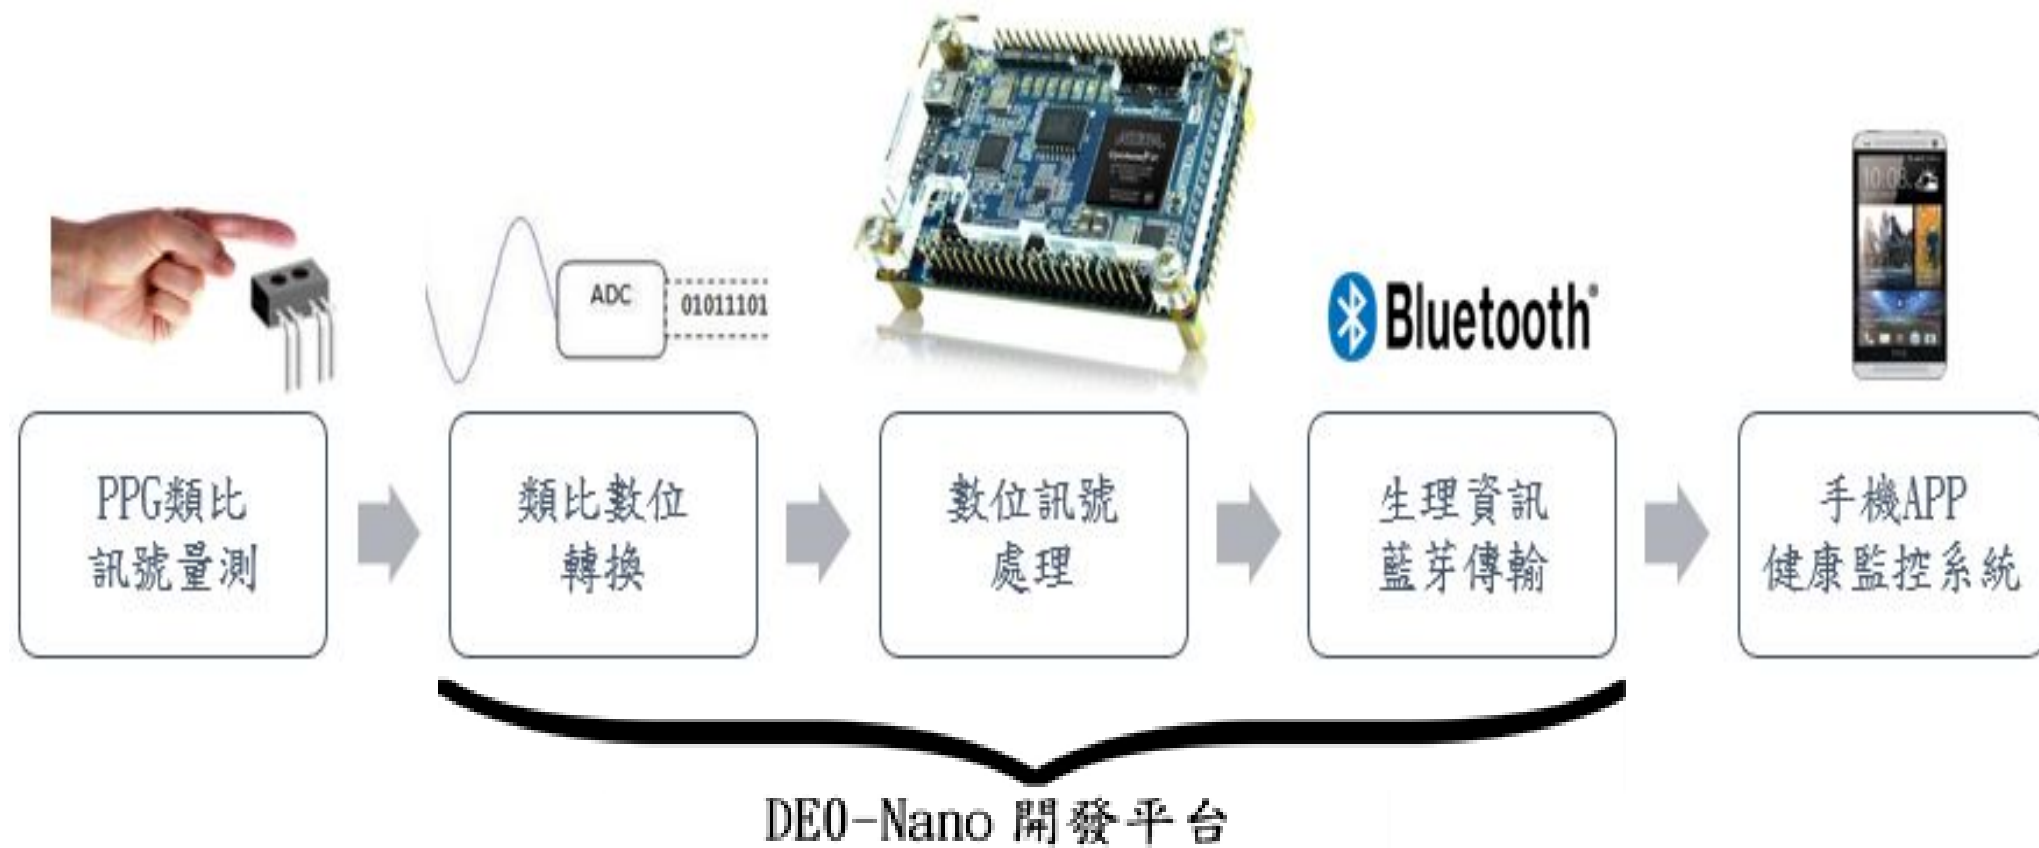 ADC
01011101
Bluetooth®
10:08
PPG類比
訊號量測
類比數位
轉換
數位訊號
處理
生理資訊
藍芽傳輸
手機APP
健康監控系統
DE0-Nano 開發平台